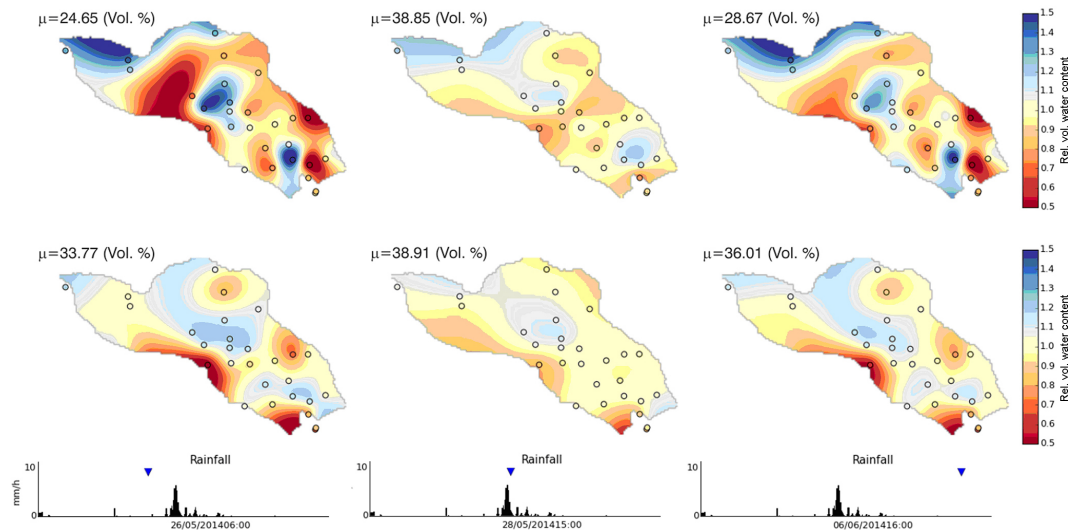 μ=24.65 (Vol. %)
μ=38.85 (Vol. %)
μ=28.67 (Vol. %)
1.5
1.4
1.3
1.2
1.1
1.0
0.9
0.8
0.7
0.6
0.5
Rel. vol. water content
μ=33.77 (Vol. %)
μ=38.91 (Vol. %)
μ=36.01 (Vol. %)
1.5
1.4
1.3
1.2
1.1
1.0
0.9
0.8
0.7
0.6
0.5
Rel. vol. water content
Rainfall
10
mm/h
0
26/05/201406:00
Rainfall
10
0
28/05/201415:00
Rainfall
10
0
06/06/201416:00